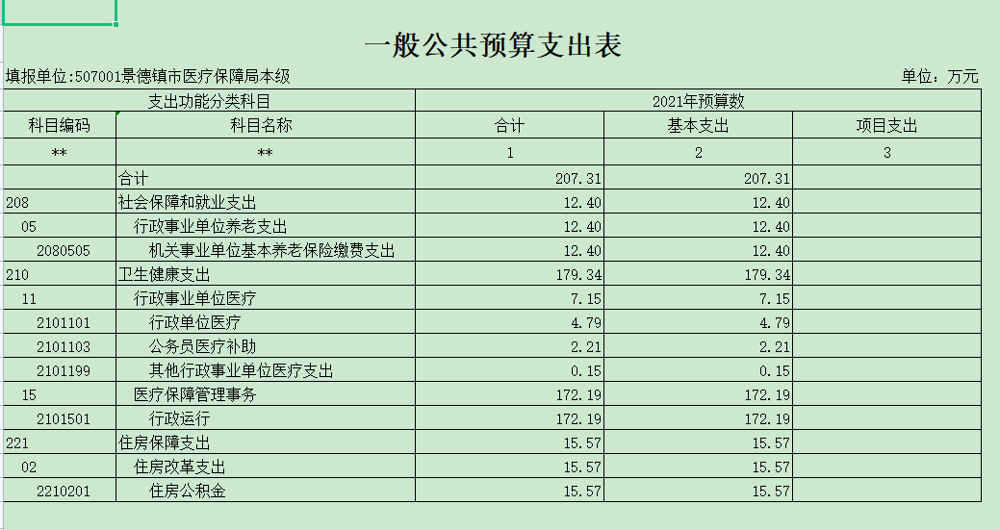 一般公共预算支出表
填报单位:507001景德镇市医疗保障局本级 单位：万元
支出功能分类科目 2021年预算数
科目编码 科目名称 合计 基本支出 项目支出
** ** 1 2 3
合计 207.31 207.31
208 社会保障和就业支出 12.40 12.40
05 行政事业单位养老支出 12.40 12.40
2080505 机关事业单位基本养老保险缴费支出 12.40 12.40
210 卫生健康支出 179.34 179.34
11 行政事业单位医疗 7.15 7.15
2101101 行政单位医疗 4.79 4.79
2101103 公务员医疗补助 2.21 2.21
2101199 其他行政事业单位医疗支出 0.15 0.15
15 医疗保障管理事务 172.19 172.19
2101501 行政运行 172.19 172.19
221 住房保障支出 15.57 15.57
02 住房改革支出 15.57 15.57
2210201 住房公积金 15.57 15.57